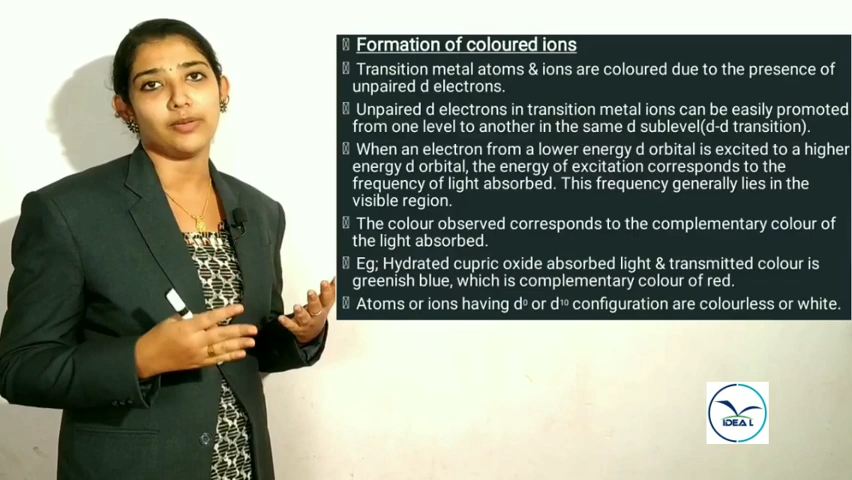 Formation of coloured ions
Transition metal atoms & ions are coloured due to the presence of
unpaired d electrons.
Unpaired d electrons in transition metal ions can be easily promoted
from one level to another in the same d sublevel(d-d transition).
When an electron from a lower energy d orbital is excited to a higher
energy d orbital, the energy of excitation corresponds to the
frequency of light absorbed. This frequency generally lies in the
visible region.
The colour observed corresponds to the complementary colour of
the light absorbed.
Eg; Hydrated cupric oxide absorbed light & transmitted colour is
greenish blue, which is complementary colour of red.
Atoms or ions having d⁰ or d¹⁰ configuration are colourless or white.
IDEAL